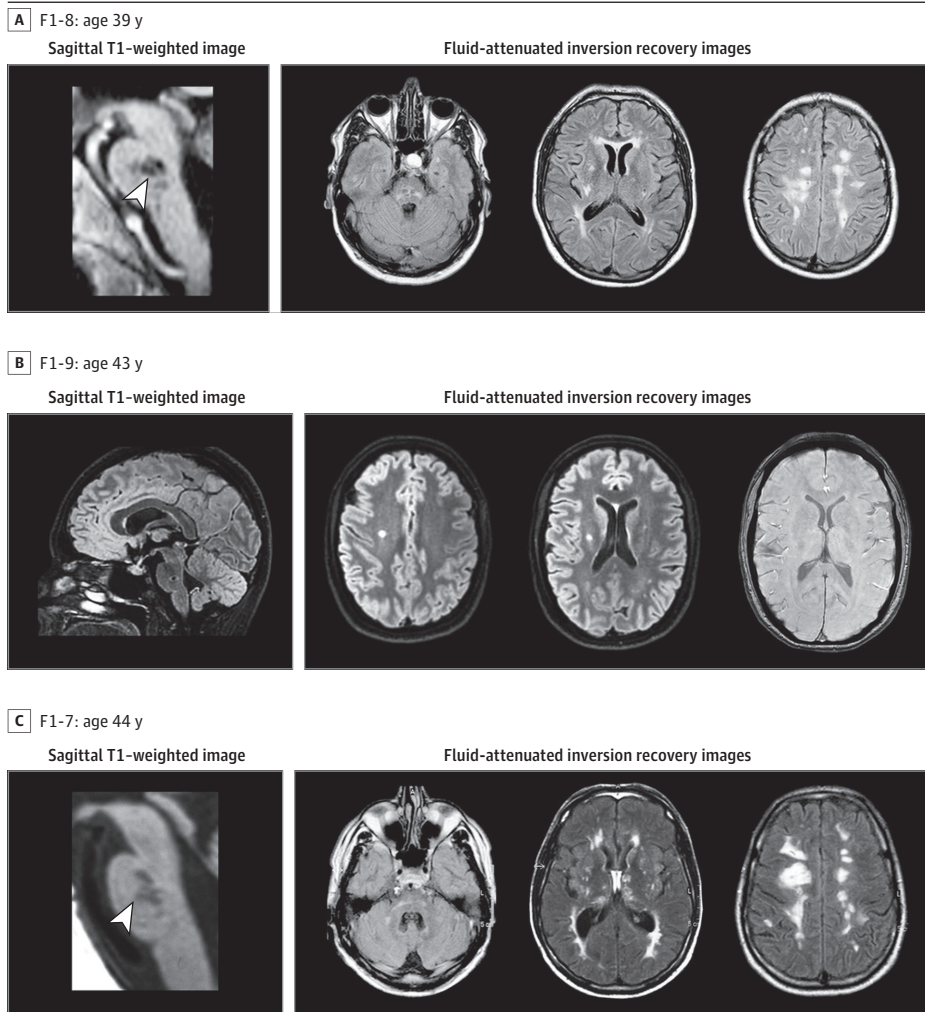 A F1-8: age 39 y
Sagittal T1-weighted image
Fluid-attenuated inversion recovery images
B F1-9: age 43 y
Sagittal T1-weighted image
Fluid-attenuated inversion recovery images
C F1-7: age 44 y
Sagittal T1-weighted image
Fluid-attenuated inversion recovery images